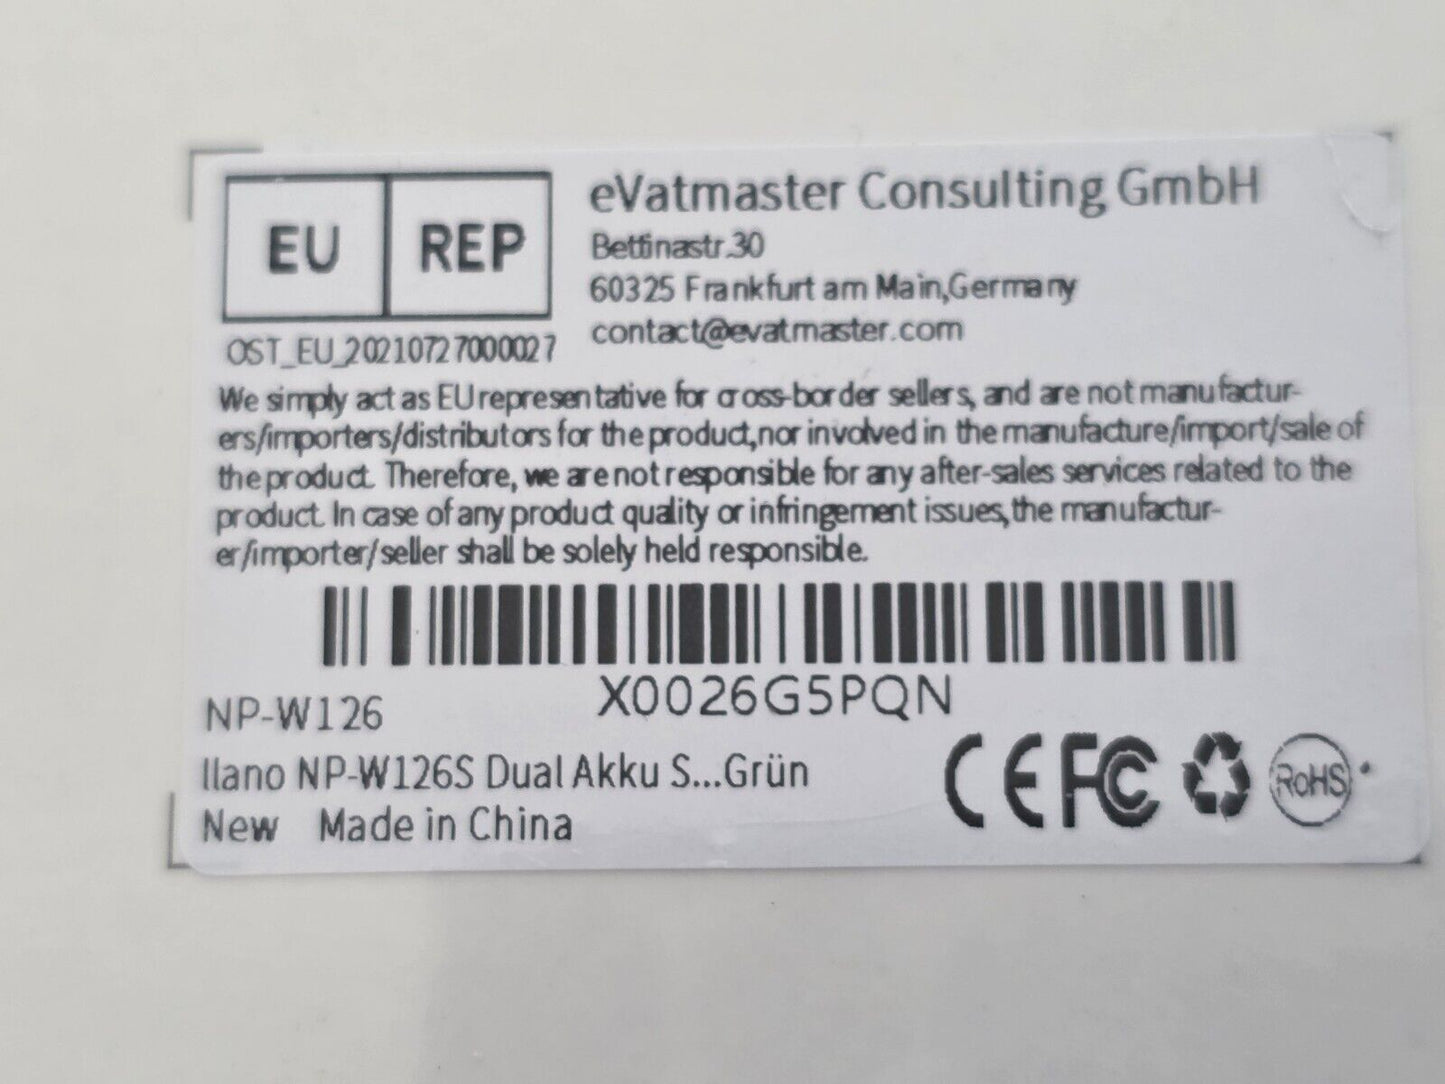 EU REP
eVatmaster Consulting GmbH
Bettinastr.30
60325 Frankfurt am Main,Germany
contact@evatmaster.com
OST_EU_20210727000027
We simply act as EU representative for cross-border sellers, and are not manufactur-
ers/importers/distributors for the product,nor involved in the manufacture/import/sale of
the product. Therefore, we are not responsible for any after-sales services related to the
product. In case of any product quality or infringement issues,the manufactur-
er/importer/seller shall be solely held responsible.
X0026G5PQN
NP-W126
llano NP-W126S Dual Akku S...Grün
New Made in China
CE FC RoHS